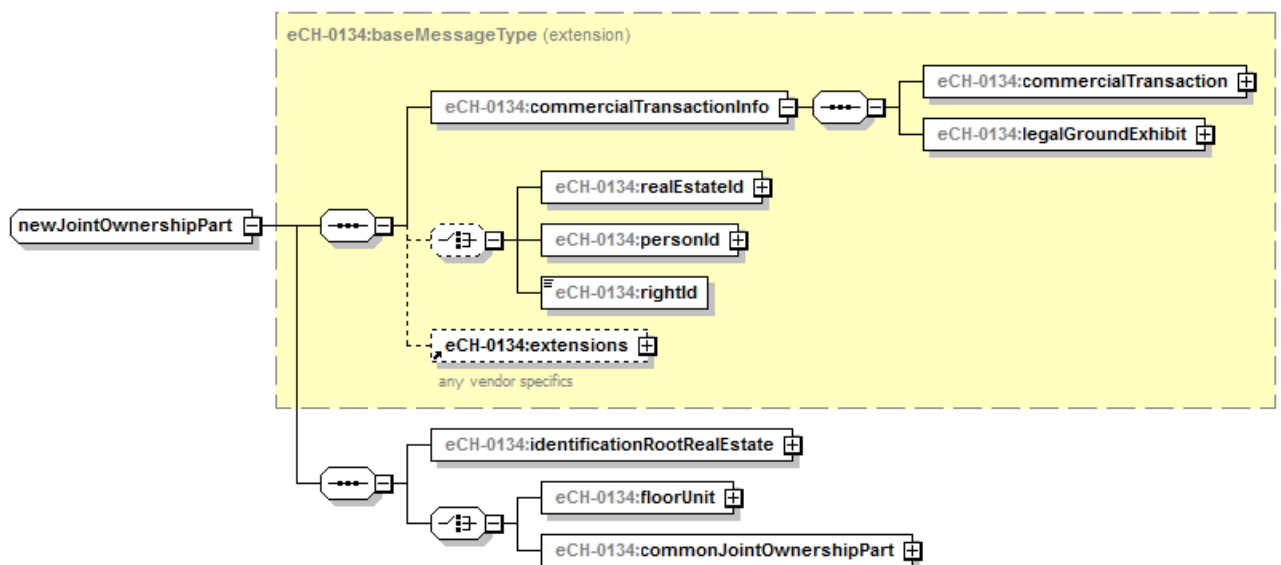 eCH-0134:baseMessageType (extension)
eCH-0134:commercialTransaction
eCH-0134:commercialTransactionInfo
eCH-0134:legalGroundExhibit
eCH-0134:realEstateId
newJointOwnershipPart
eCH-0134:personId
eCH-0134:rightId
eCH-0134:extensions
any vendor specifics
eCH-0134:identificationRootRealEstate
eCH-0134:floorUnit
eCH-0134:commonJointOwnershipPart